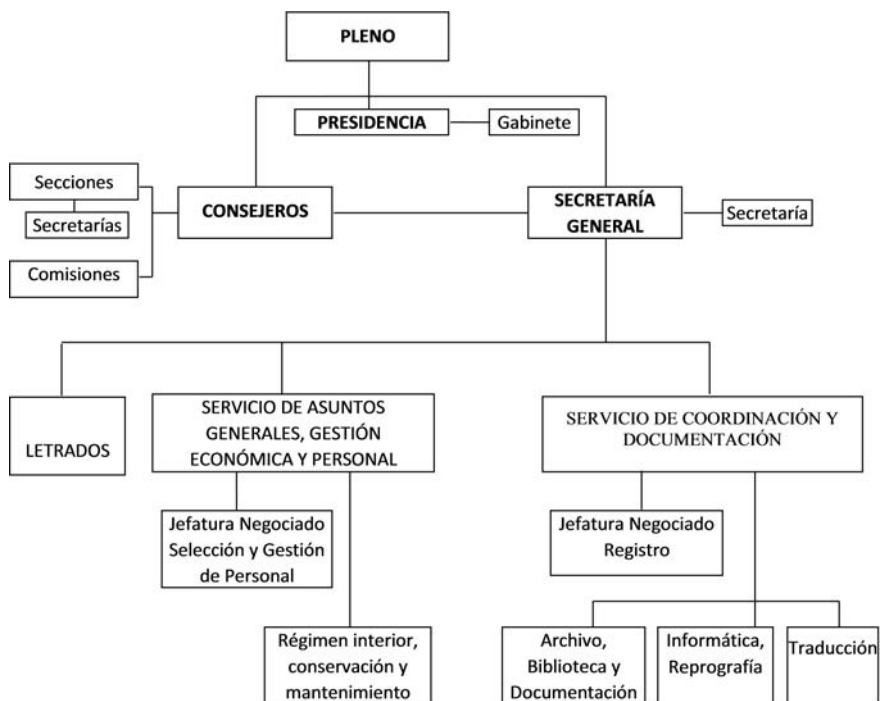 PLENO
PRESIDENCIA
Gabinete
Secciones
Secretarías
Comisiones
CONSEJEROS
SECRETARÍA
GENERAL
Secretaría
LETRADOS
SERVICIO DE ASUNTOS
GENERALES, GESTIÓN
ECONÓMICA Y PERSONAL
SERVICIO DE COORDINACIÓN Y
DOCUMENTACIÓN
Jefatura Negociado
Selección y Gestión
de Personal
Jefatura Negociado
Registro
Régimen interior,
conservación y
mantenimiento
Archivo,
Biblioteca y
Documentación
Informática,
Reprografía
Traducción